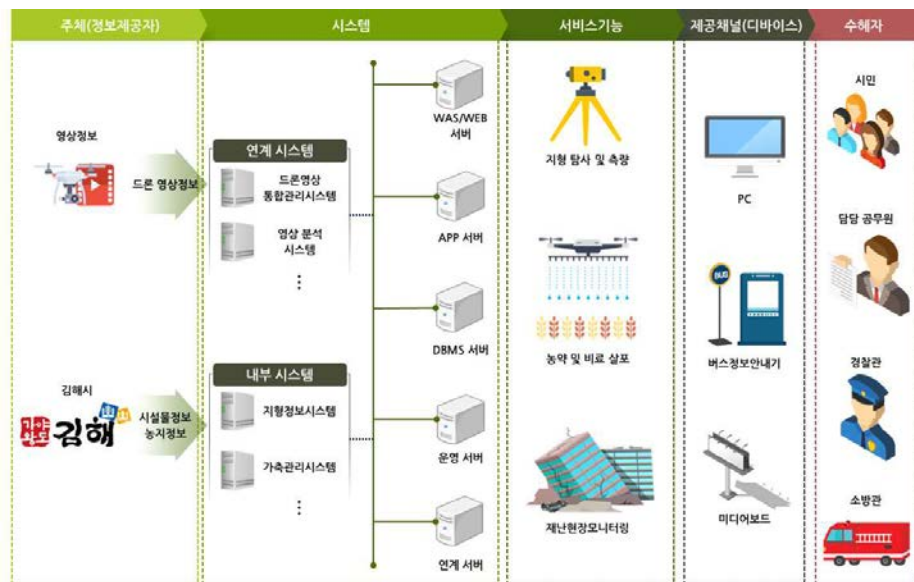 주체(정보제공자)
시스템
서비스기능
제공채널(디바이스)
수혜자
영상정보
드론 영상정보
김해시
가야
왕도
김해
시설물정보
농지정보
연계 시스템
드론영상
통합관리시스템
영상 분석
시스템
내부 시스템
지형정보시스템
가축관리시스템
WAS/WEB
서버
APP 서버
DBMS 서버
운영 서버
연계 서버
지형 탐사 및 측량
농약 및 비료 살포
재난현장모니터링
PC
BUS
버스정보안내기
미디어보드
시민
담당 공무원
경찰관
소방관